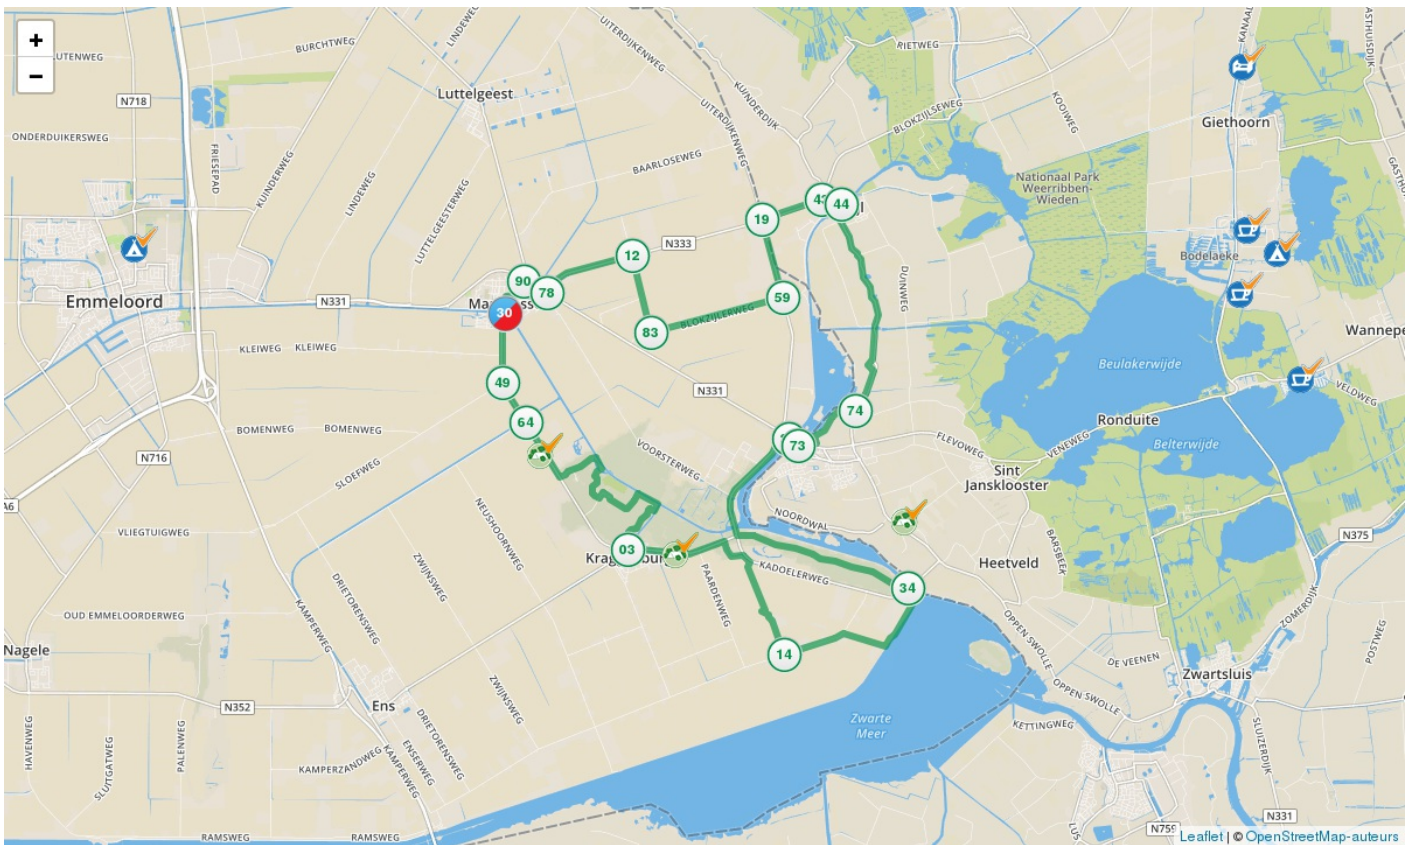 +
−
LUTENWEG
BURCHTWEG
LINDEWEG
UITERDIJKENWEG
RIETWEG
KANAAL
ASTHUISDIJK
Luttelgeest
N718
KUINDERDIJK
UITERDIJKENWEG
BLOKZIJLSEWEG
KOOIWEG
Giethoorn
ONDERDUIKERSWEG
FRIESEPAD
KUINDERWEG
LINDEWEG
LUTTELGEESTERWEG
BAARLOSEWEG
Nationaal Park
Weerribben-
Wieden
GASTHU
43
44
19
12
N333
Bodelaeke
90
78
59
DUINWEG
Emmeloord
N331
30
83
BLOKZIJLERWEG
Wannepe
KLEIWEG
KLEIWEG
49
N331
Beulakerwijde
VELDWEG
74
Ronduite
64
BOMENWEG
BOMENWEG
73
FLEVOWEG
VENEWEG
Belterwijde
N716
SLOEFWEG
VOORSTERWEG
Sint
Jansklooster
A6
NEUSHOORNWEG
NOORDWAL
VLIEGTUIGWEG
03
ZWIJNSWEG
PAARDENWEG
KADOELERWEG
Heetveld
BARSBEEK
N375
34
OUD EMMELOORDERWEG
KAMPERWEG
DRIETORENSWEG
OPPEN SWOLLE
ZOMERDIJK
POSTWEG
Nagele
14
DE VEENEN
Zwartsluis
ZWIJNSWEG
OPPEN SWOLLE
N352
Ens
DRIETORENSWEG
Zwarte
Meer
KETTINGWEG
HAVENWEG
SLUITGATWEG
PALENWEG
KAMPERZANDWEG
ENSERWEG
KAMPERWEG
SLUIZERDIJK
N331
RAMSWEG
RAMSWEG
LUS
N759
Leaflet | © OpenStreetMap-auteurs